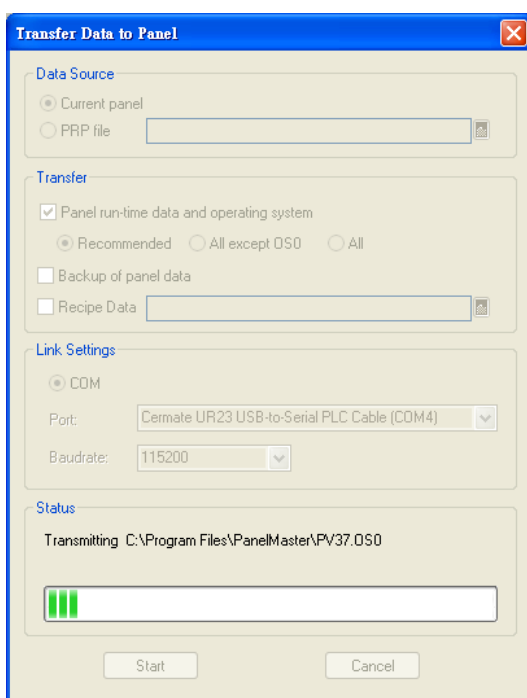 Transfer Data to Panel
Data Source
Current panel
PRP file
Transfer
Panel run-time data and operating system
Recommended All except OS0 All
Backup of panel data
Recipe Data
Link Settings
COM
Port: Cermate UR23 USB-to-Serial PLC Cable (COM4)
Baudrate: 115200
Status
Transmitting C:\Program Files\PanelMaster\PV37.OS0
Start Cancel